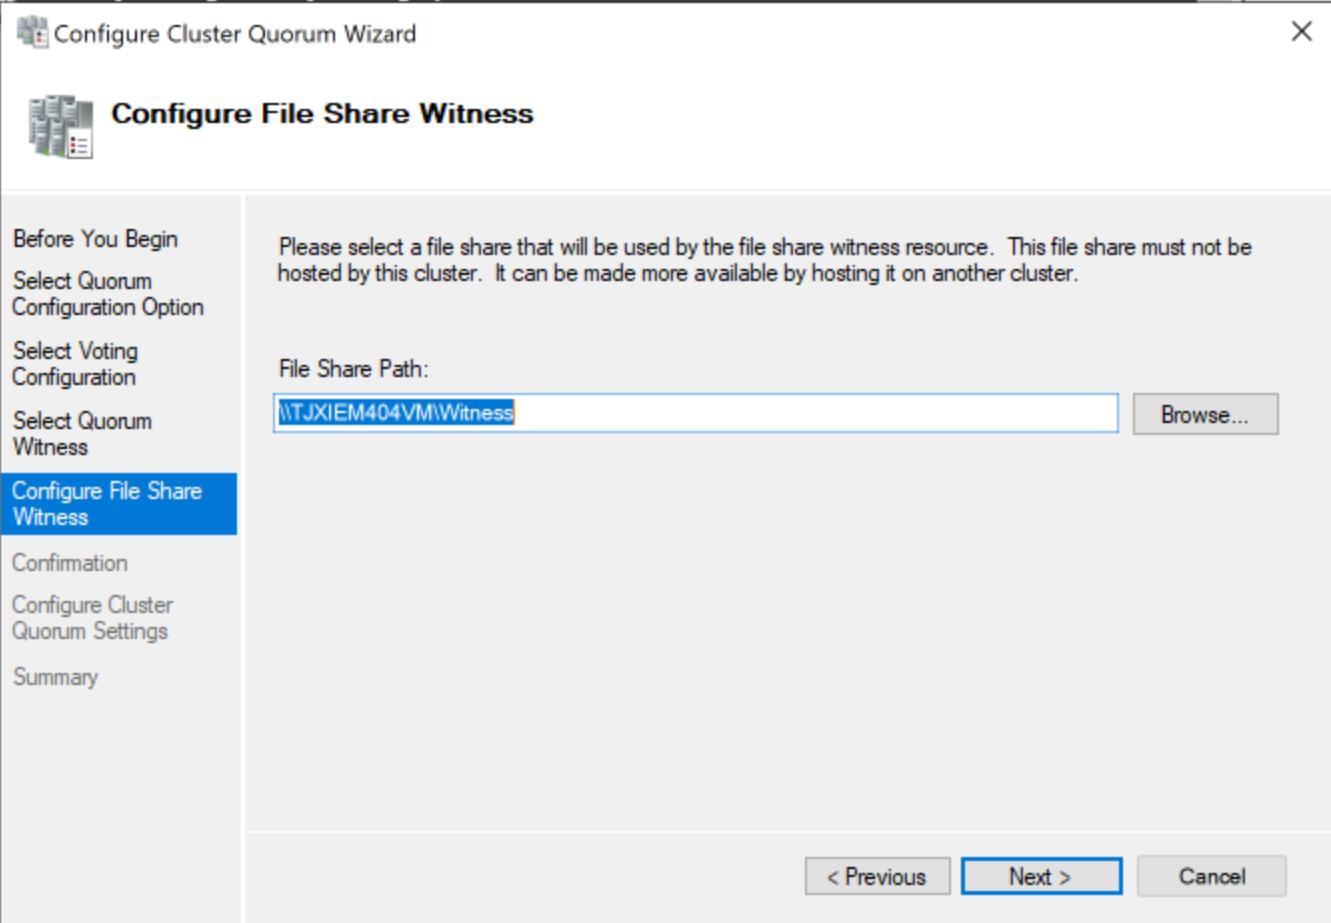 Configure Cluster Quorum Wizard
Configure File Share Witness
Before You Begin
Select Quorum
Configuration Option
Select Voting
Configuration
Select Quorum
Witness
Configure File Share
Witness
Confirmation
Configure Cluster
Quorum Settings
Summary
Please select a file share that will be used by the file share witness resource. This file share must not be
hosted by this cluster. It can be made more available by hosting it on another cluster.
File Share Path:
\\TJXIEM404VM\Witness
Browse...
< Previous
Next >
Cancel